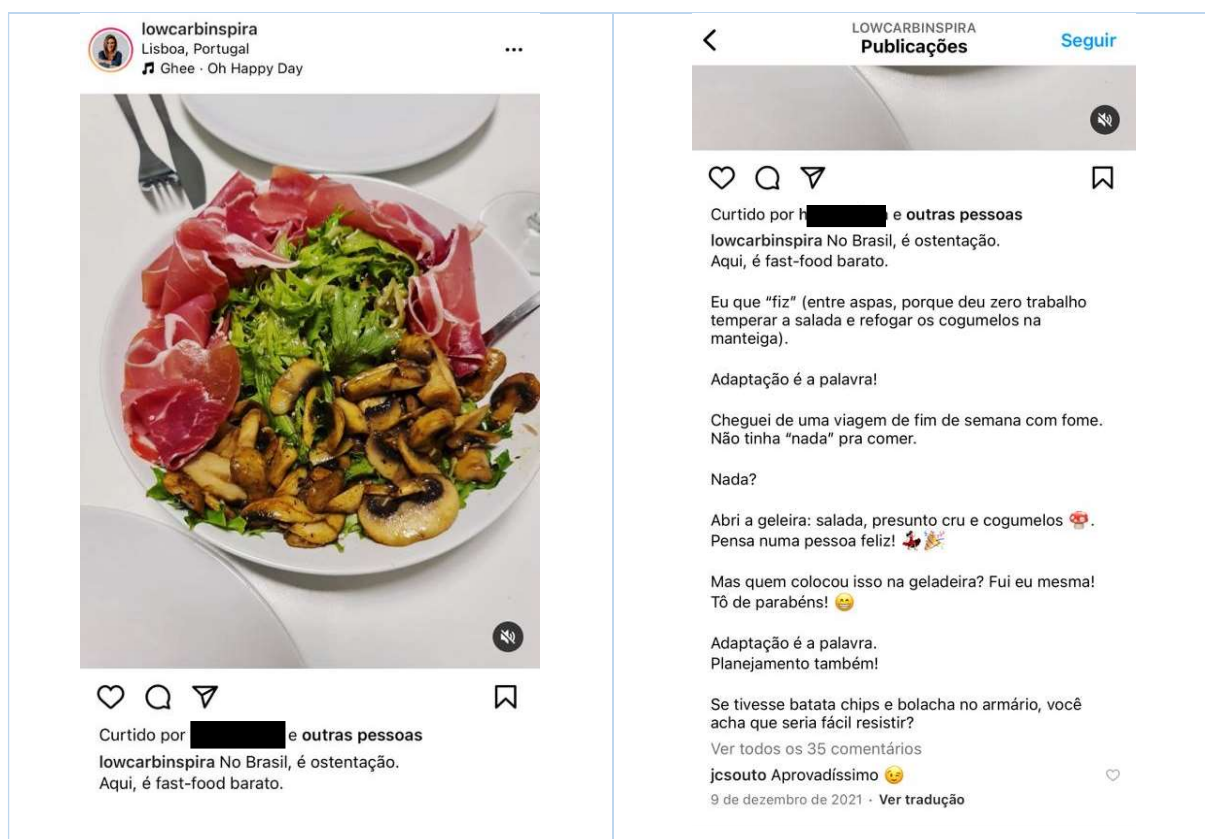 lowcarbinspira
Lisboa, Portugal
Ghee · Oh Happy Day
Curtido por e outras pessoas
lowcarbinspira No Brasil, é ostentação.
Aqui, é fast-food barato.
LOWCARBINSPIRA
Publicações
Seguir
Curtido por h e outras pessoas
lowcarbinspira No Brasil, é ostentação.
Aqui, é fast-food barato.
Eu que “fiz” (entre aspas, porque deu zero trabalho
temperar a salada e refogar os cogumelos na
manteiga).
Adaptação é a palavra!
Cheguei de uma viagem de fim de semana com fome.
Não tinha “nada” pra comer.
Nada?
Abri a geleira: salada, presunto cru e cogumelos 🍄.
Pensa numa pessoa feliz! 💃🎉
Mas quem colocou isso na geladeira? Fui eu mesma!
Tô de parabéns! 😁
Adaptação é a palavra.
Planejamento também!
Se tivesse batata chips e bolacha no armário, você
acha que seria fácil resistir?
Ver todos os 35 comentários
jcsouto Aprovadíssimo 😉
9 de dezembro de 2021 · Ver tradução